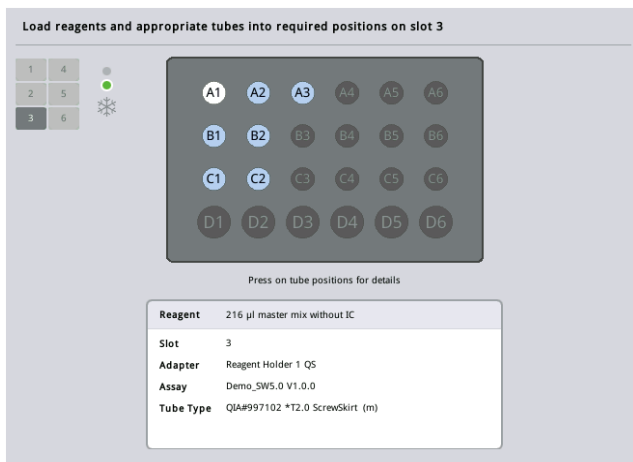 Load reagents and appropriate tubes into required positions on slot 3
1 4
2 5
3 6
A1 A2 A3 A4 A5 A6
B1 B2 B3 B4 B5 B6
C1 C2 C3 C4 C5 C6
D1 D2 D3 D4 D5 D6
Press on tube positions for details
Reagent 216 µl master mix without IC
Slot 3
Adapter Reagent Holder 1 QS
Assay Demo_SW5.0 V1.0.0
Tube Type QIA#997102 *T2.0 ScrewSkirt (m)